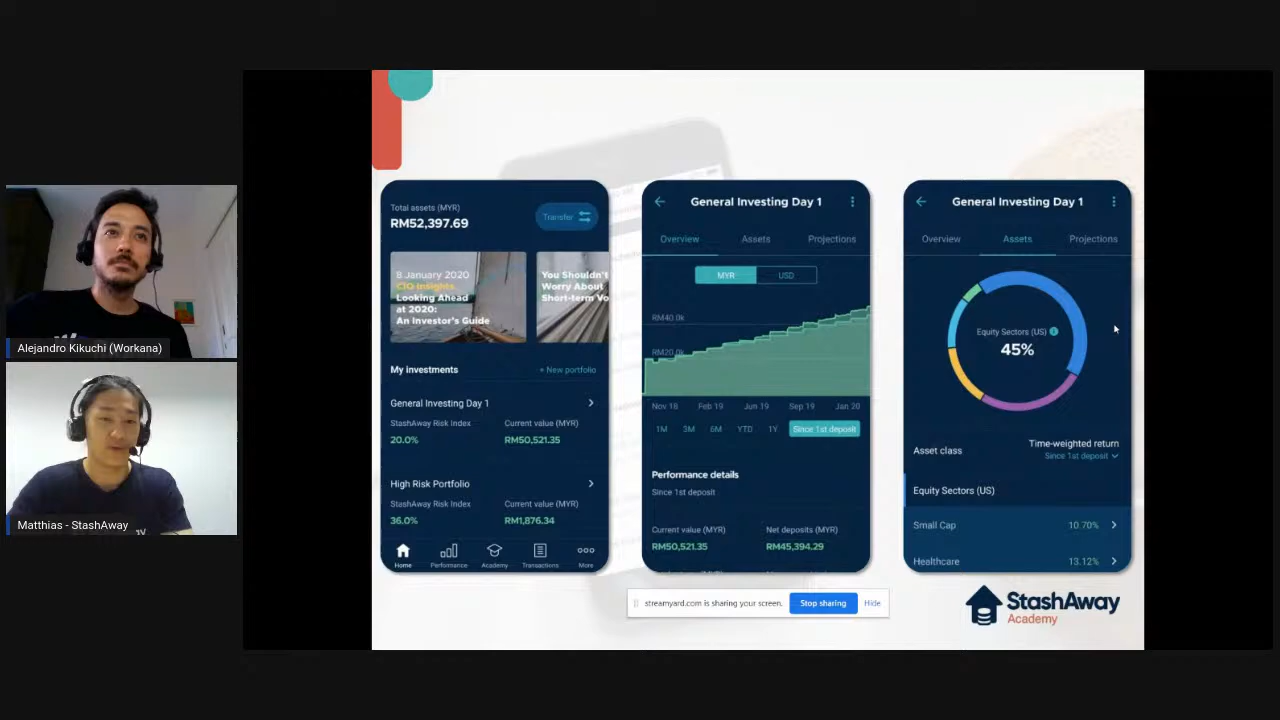 Alejandro Kikuchi (Workana)
Matthias - StashAway
Total assets (MYR)
RM52,397.69
Transfer
8 January 2020
CIO Insights.
Looking Ahead
at 2020:
An Investor's Guide
You Shouldn't
Worry About
Short-term Vo
My investments
+ New portfolio
General Investing Day 1
StashAway Risk Index
Current value (MYR)
20.0%
RM50,521.35
High Risk Portfolio
StashAway Risk Index
Current value (MYR)
36.0%
RM1,876.34
Home
Performance
Academy
Transactions
More
General Investing Day 1
Overview
Assets
Projections
MYR
USD
RM40.0k
RM20.0k
Nov 18
Feb 19
Jun 19
Sep 19
Jan 20
1M
3M
6M
YTD
1Y
Since 1st deposit
Performance details
Since 1st deposit
Current value (MYR)
Net deposits (MYR)
RM50,521.35
RM45,394.29
General Investing Day 1
Overview
Assets
Projections
Equity Sectors (US)
45%
Asset class
Time-weighted return
Since 1st deposit
Equity Sectors (US)
Small Cap
10.70%
Healthcare
13.12%
streamyard.com is sharing your screen.
Stop sharing
Hide
StashAway
Academy